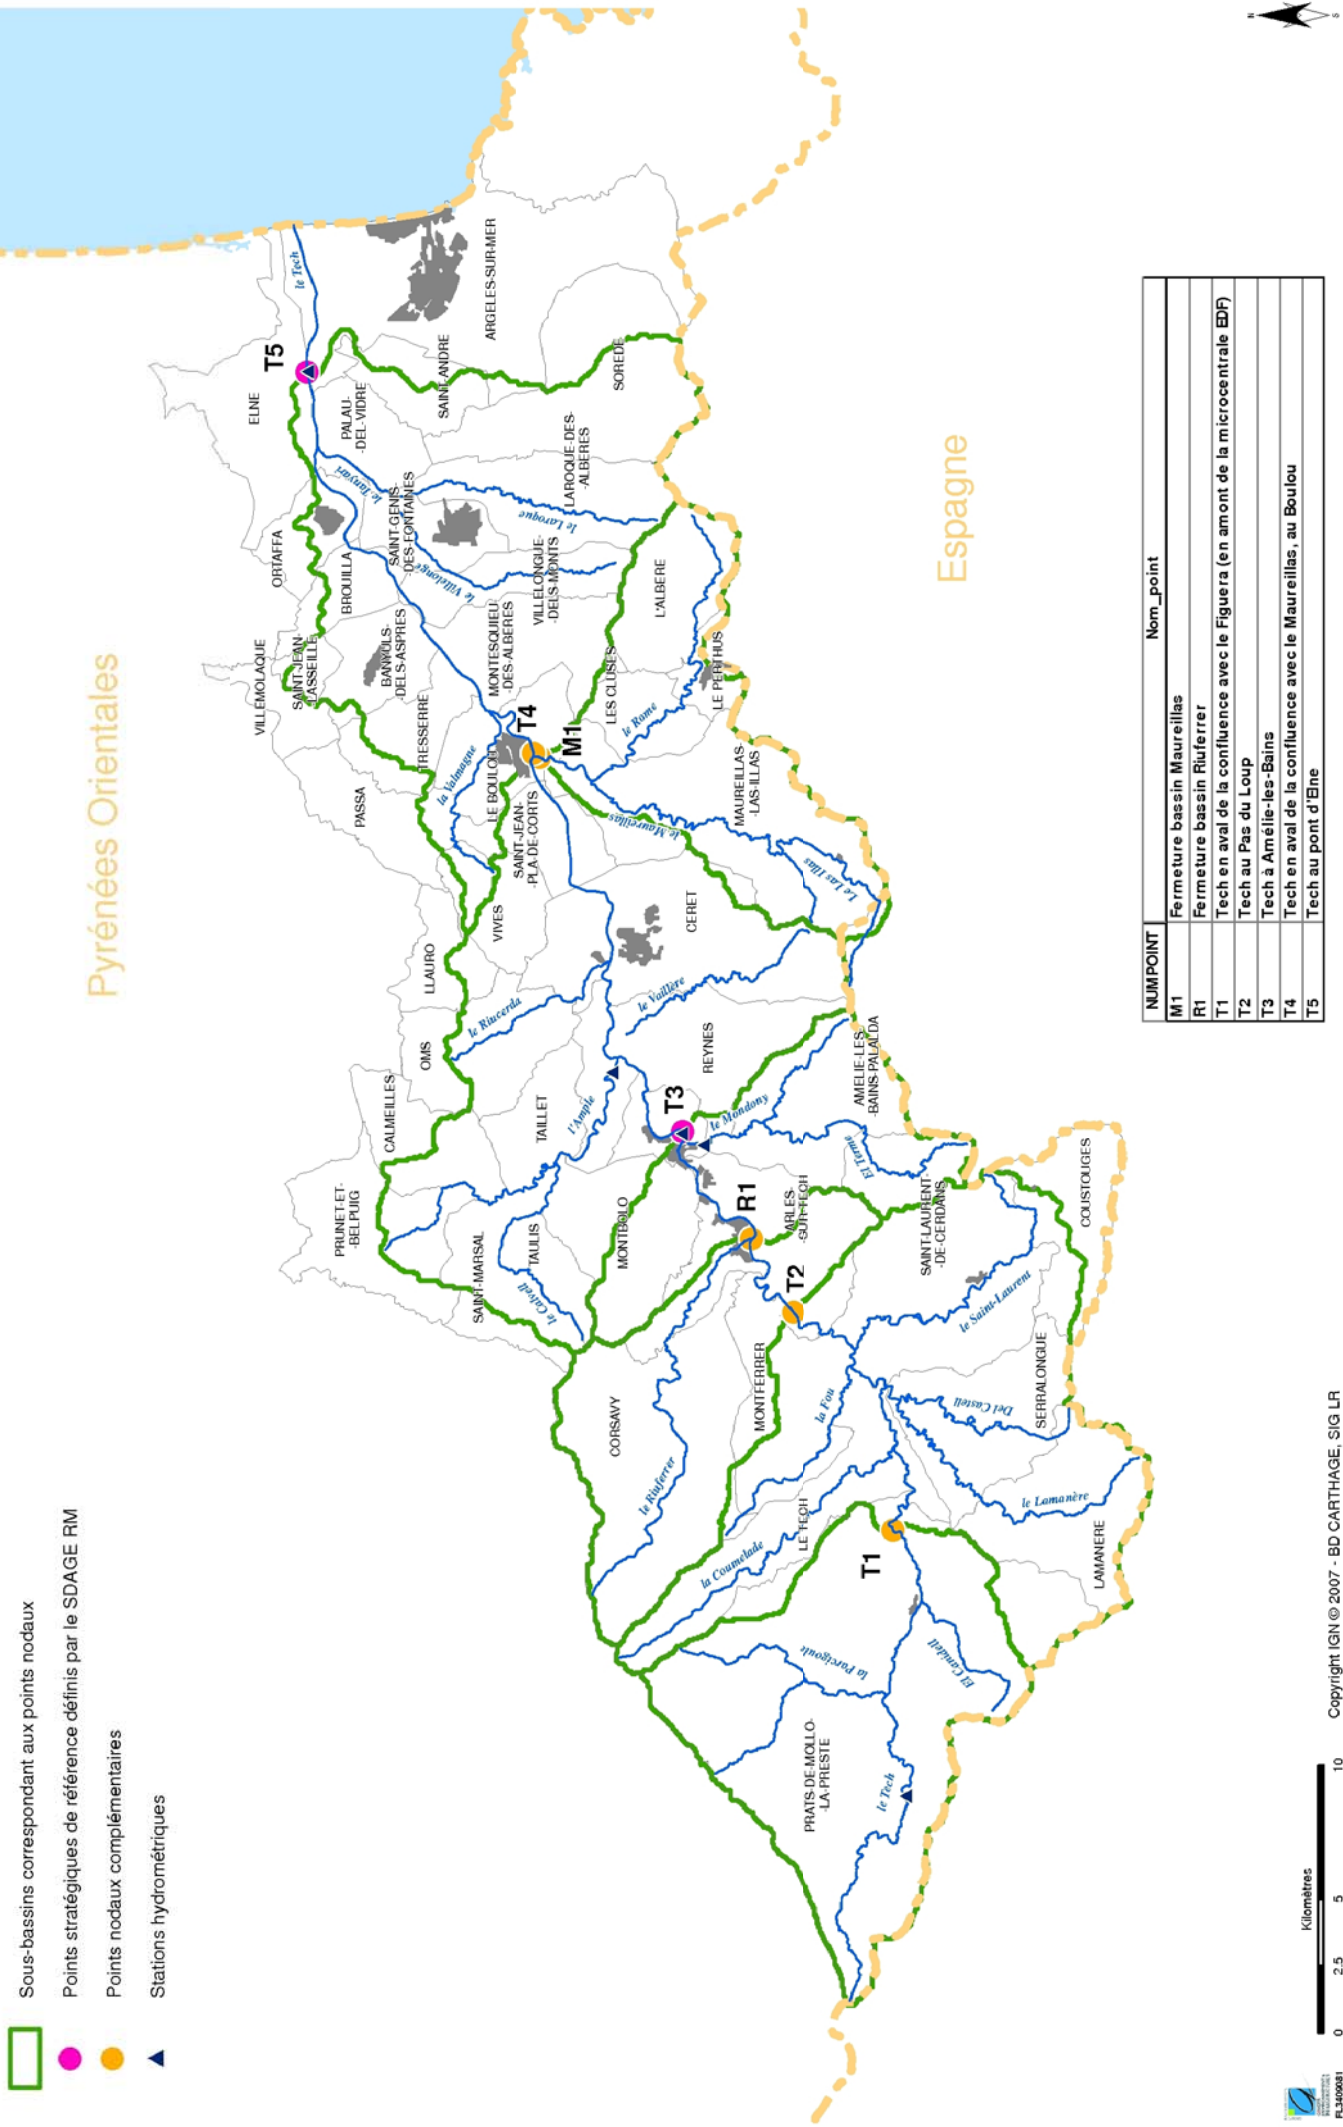 Sous-bassins correspondant aux points nodaux
Points stratégiques de référence définis par le SDAGE RM
Points nodaux complémentaires
Stations hydrométriques
Pyrénées Orientales
Espagne
PRUNET-ET-
-BELPUIG
CALMEILLES
OMS
LLAURO
PASSA
VILLEMOLAQUE
SAINT-JEAN-
-LASSEILLE
TRESSERRE
BANYULS-
-DELS-ASPRES
BROUILLA
ORTAFFA
ELNE
T5
le Tech
PALAU-
-DEL-VIDRE
SAINT-ANDRE
ARGELES-SUR-MER
SOREDE
LAROQUE-DES-
-ALBERES
le Tanyari
SAINT-GENIS-
-DES-FONTAINES
le Laroque
le Villelongue
VILLELONGUE-
-DELS-MONTS
MONTESQUIEU
-DES-ALBERES
L'ALBERE
LES CLUSES
LE PERTHUS
le Rome
T4
M1
la Valmagne
LE BOULOU
SAINT-JEAN-
-PLA-DE-CORTS
VIVES
le Maureillas
MAUREILLAS-
-LAS-ILLAS
Le Las Illas
CERET
le Vaillère
le Riucerda
REYNES
TAILLET
l'Ample
T3
le Mondony
AMELIE-LES-
-BAINS-PALALDA
El Terme
SAINT-MARSAL
TAULIS
le Calvell
MONTBOLO
R1
ARLES-
-SUR-TECH
T2
SAINT-LAURENT-
-DE-CERDANS
COUSTOUGES
le Saint-Laurent
SERRALONGUE
Del Castell
CORSAVY
le Riuferrer
MONTFERRER
la Fou
LE TECH
la Coumelade
T1
le Lamanère
LAMANERE
la Parcigoule
El Canidell
PRATS-DE-MOLLO-
-LA-PRESTE
le Tech
NUMPOINT Nom_point
M1 Fermeture bassin Maureillas
R1 Fermeture bassin Riuferrer
T1 Tech en aval de la confluence avec le Figuera (en amont de la microcentrale EDF)
T2 Tech au Pas du Loup
T3 Tech à Amélie-les-Bains
T4 Tech en aval de la confluence avec le Maureillas, au Boulou
T5 Tech au pont d'Elne
N
S
Kilomètres
0 2.5 5 10
Copyright IGN © 2007 - BD CARTHAGE, SIG LR